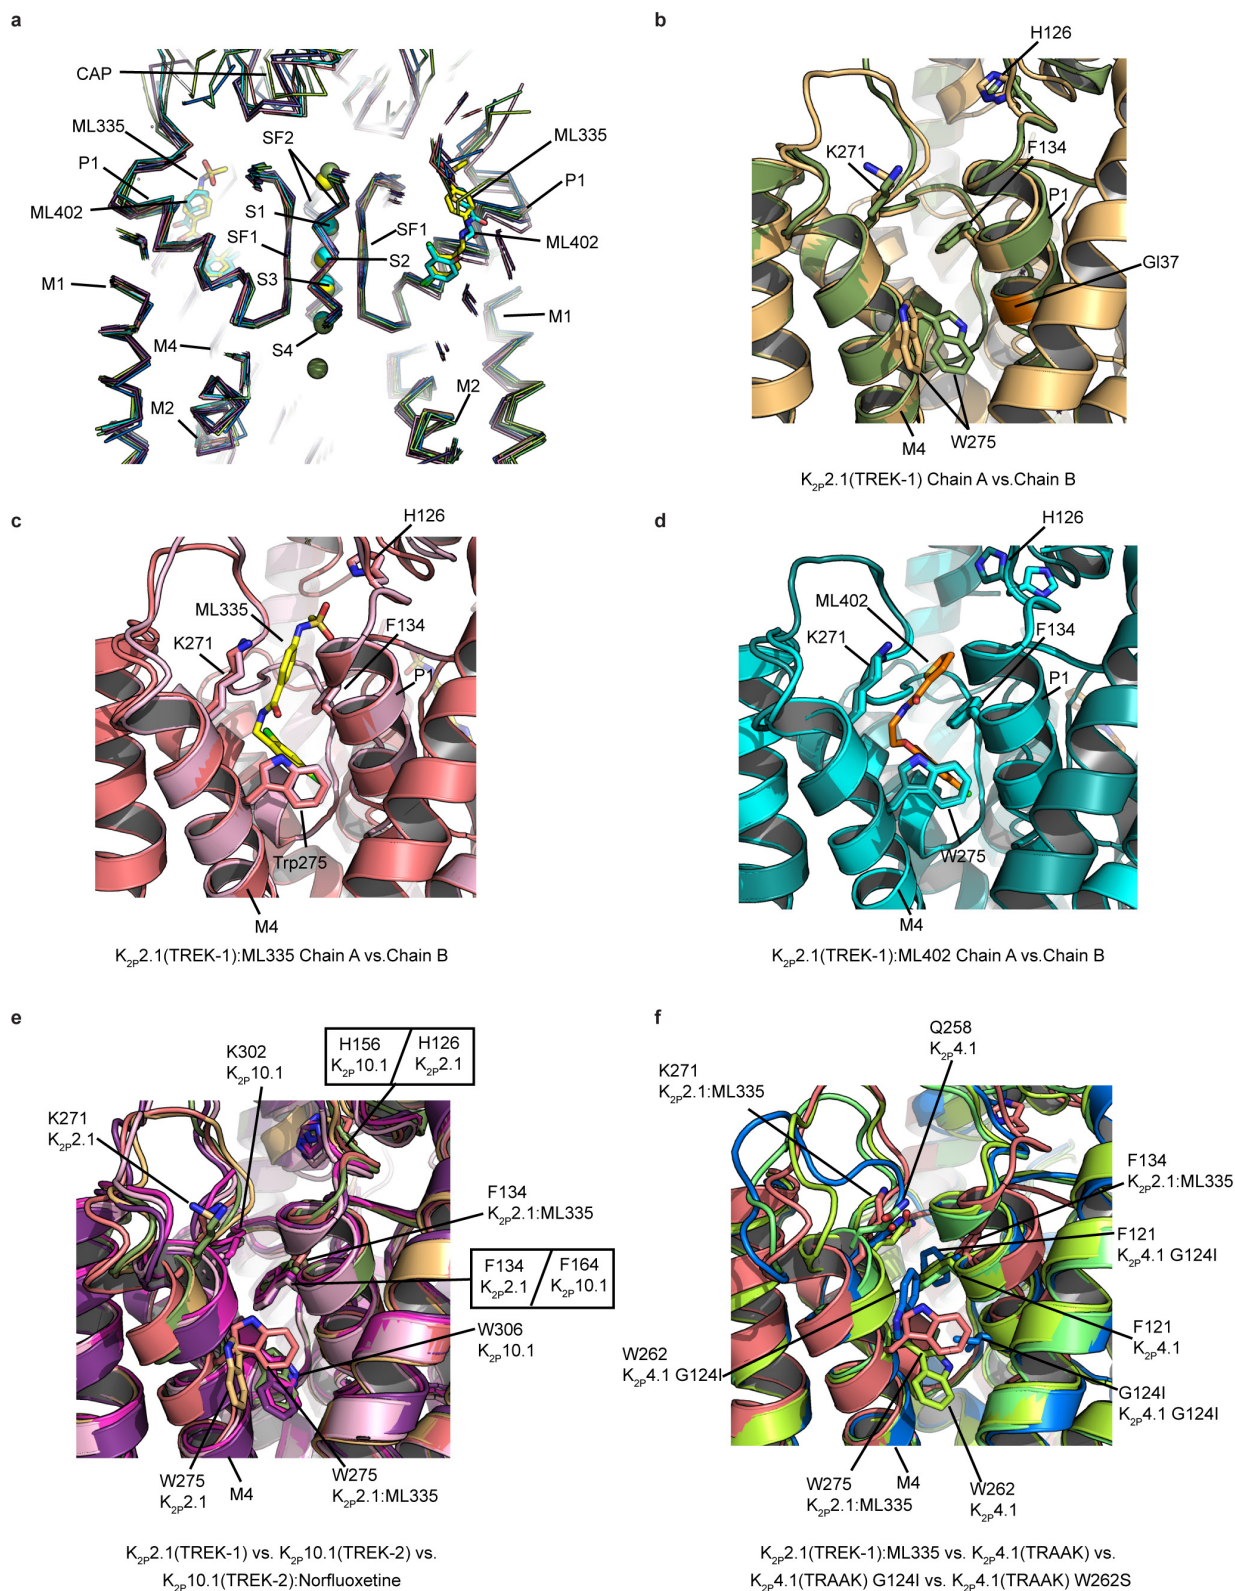 a
CAP
ML335
P1
ML402
M1
M4
M2
SF2
S1
SF1
S3
S4
SF1
S2
M2
ML335
P1
ML402
M1
b
H126
K271
F134
P1
Gl37
W275
M4
K2P2.1(TREK-1) Chain A vs.Chain B
c
H126
ML335
K271
F134
P1
Trp275
M4
K2P2.1(TREK-1):ML335 Chain A vs.Chain B
d
H126
ML402
K271
F134
P1
W275
M4
K2P2.1(TREK-1):ML402 Chain A vs.Chain B
e
K302
K2P10.1
H156
K2P10.1
H126
K2P2.1
K271
K2P2.1
F134
K2P2.1:ML335
F134
K2P2.1
F164
K2P10.1
W306
K2P10.1
W275
K2P2.1
M4
W275
K2P2.1:ML335
K2P2.1(TREK-1) vs. K2P10.1(TREK-2) vs.
K2P10.1(TREK-2):Norfluoxetine
f
Q258
K2P4.1
K271
K2P2.1:ML335
F134
K2P2.1:ML335
F121
K2P4.1 G124I
F121
K2P4.1
W262
K2P4.1 G124I
G124I
K2P4.1 G124I
W275
K2P2.1:ML335
M4
W262
K2P4.1
K2P2.1(TREK-1):ML335 vs. K2P4.1(TRAAK) vs.
K2P4.1(TRAAK) G124I vs. K2P4.1(TRAAK) W262S